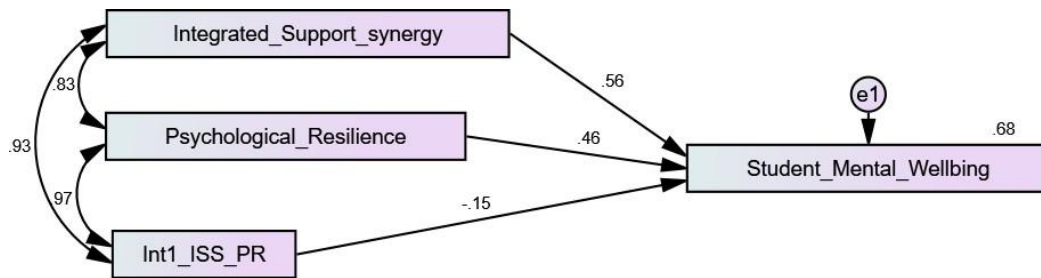 Integrated_Support_synergy
.83
.56
e1
.68
Psychological_Resilience
.46
.93
Student_Mental_Wellbing
.97
-.15
Int1_ISS_PR